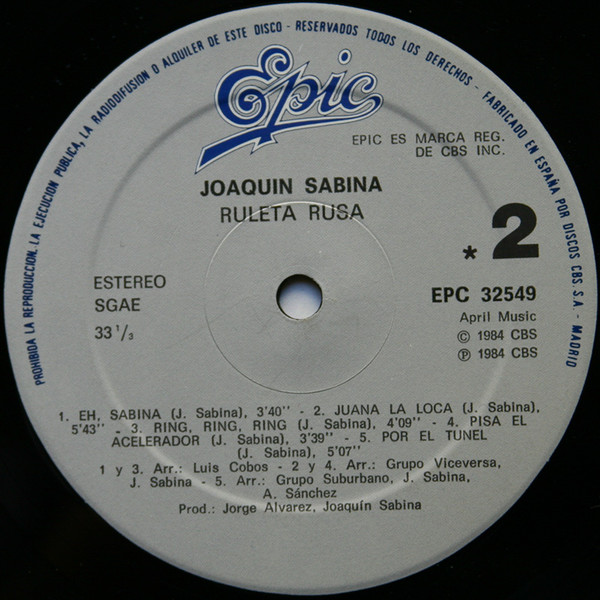 PROHIBIDA LA REPRODUCCION. LA EJECUCION PUBLICA, LA RADIODIFUSION O ALQUILER DE ESTE DISCO - RESERVADOS TODOS LOS DERECHOS - FABRICADO EN ESPAÑA POR DISCOS CBS. S.A. - MADRID
Epic
EPIC ES MARCA REG.
DE CBS INC.
JOAQUIN SABINA
RULETA RUSA
* 2
ESTEREO
SGAE
33 1/3
EPC 32549
April Music
© 1984 CBS
℗ 1984 CBS
1. EH, SABINA (J. Sabina), 3'40" - 2. JUANA LA LOCA (J. Sabina),
5'43" - 3. RING, RING, RING (J. Sabina), 4'09" - 4. PISA EL
ACELERADOR (J. Sabina), 3'39" - 5. POR EL TUNEL
(J. Sabina), 5'07"
1 y 3. Arr.: Luis Cobos - 2 y 4. Arr.: Grupo Viceversa,
J. Sabina - 5. Arr.: Grupo Suburbano, J. Sabina,
A. Sánchez
Prod.: Jorge Alvarez, Joaquín Sabina